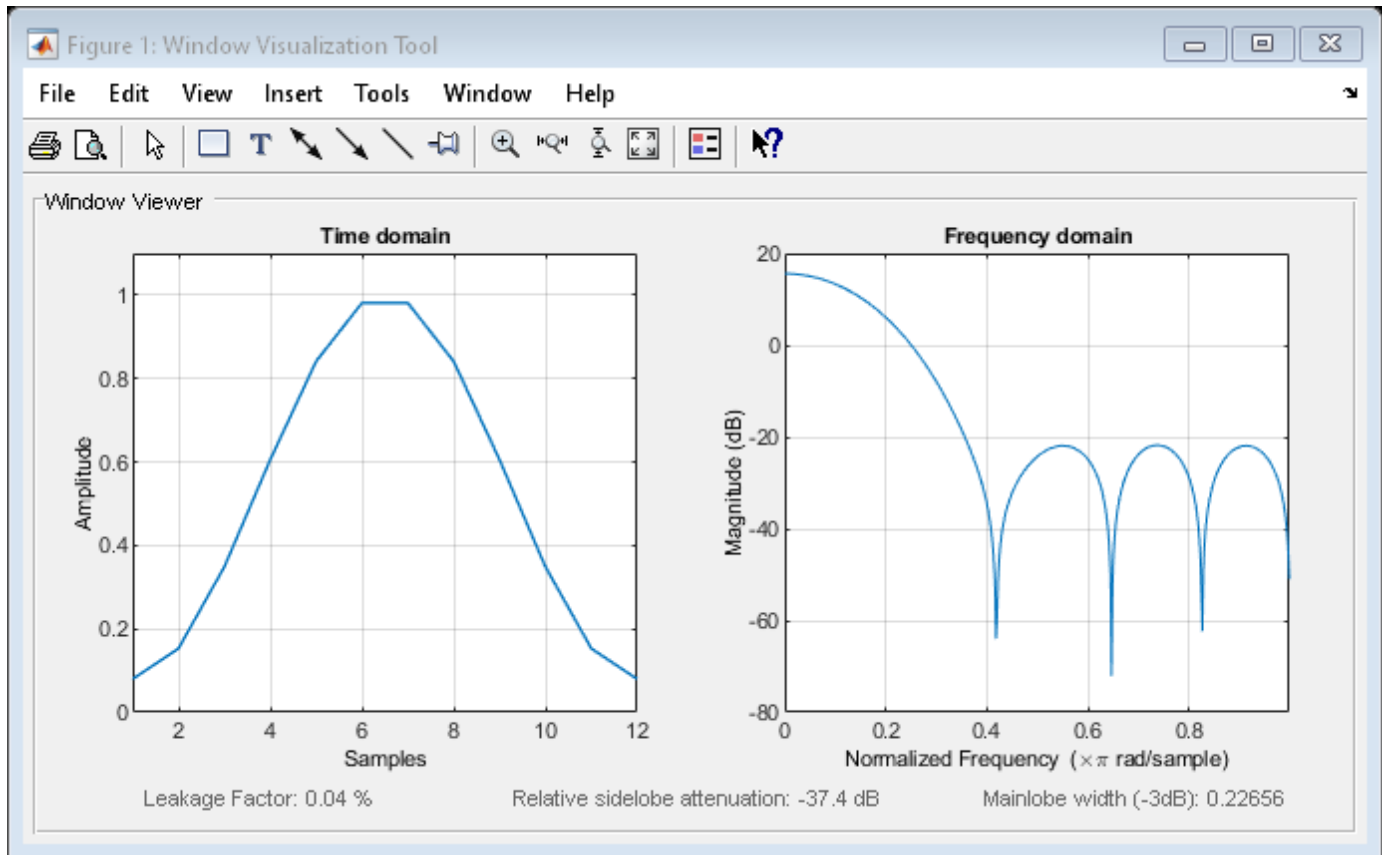 Figure 1: Window Visualization Tool
File Edit View Insert Tools Window Help
T
?
Window Viewer
Time domain
1
0.8
0.6
0.4
0.2
0
Amplitude
2 4 6 8 10 12
Samples
Frequency domain
20
0
-20
-40
-60
-80
Magnitude (dB)
0 0.2 0.4 0.6 0.8
Normalized Frequency (×π rad/sample)
Leakage Factor: 0.04 % Relative sidelobe attenuation: -37.4 dB Mainlobe width (-3dB): 0.22656